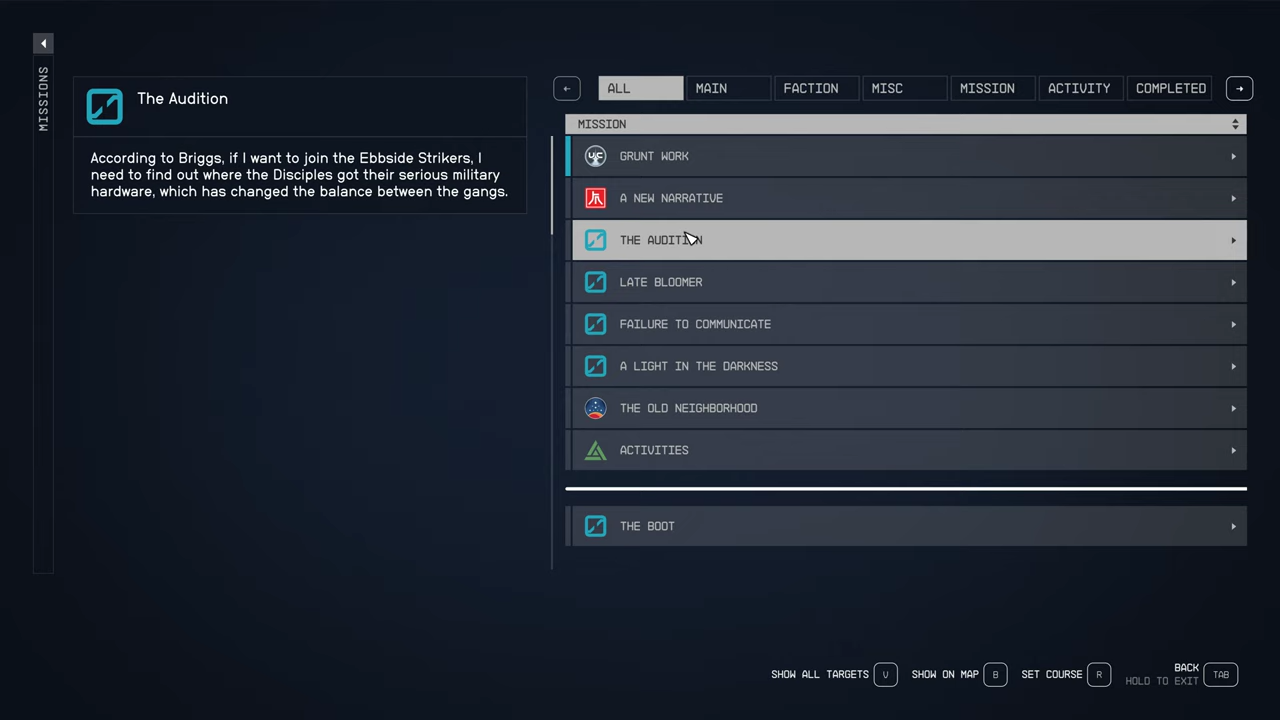 MISSIONS
The Audition
According to Briggs, if I want to join the Ebbside Strikers, I
need to find out where the Disciples got their serious military
hardware, which has changed the balance between the gangs.
ALL MAIN FACTION MISC MISSION ACTIVITY COMPLETED
MISSION
UC GRUNT WORK
A NEW NARRATIVE
THE AUDITION
LATE BLOOMER
FAILURE TO COMMUNICATE
A LIGHT IN THE DARKNESS
THE OLD NEIGHBORHOOD
ACTIVITIES
THE BOOT
SHOW ALL TARGETS V SHOW ON MAP B SET COURSE R BACK TAB
HOLD TO EXIT